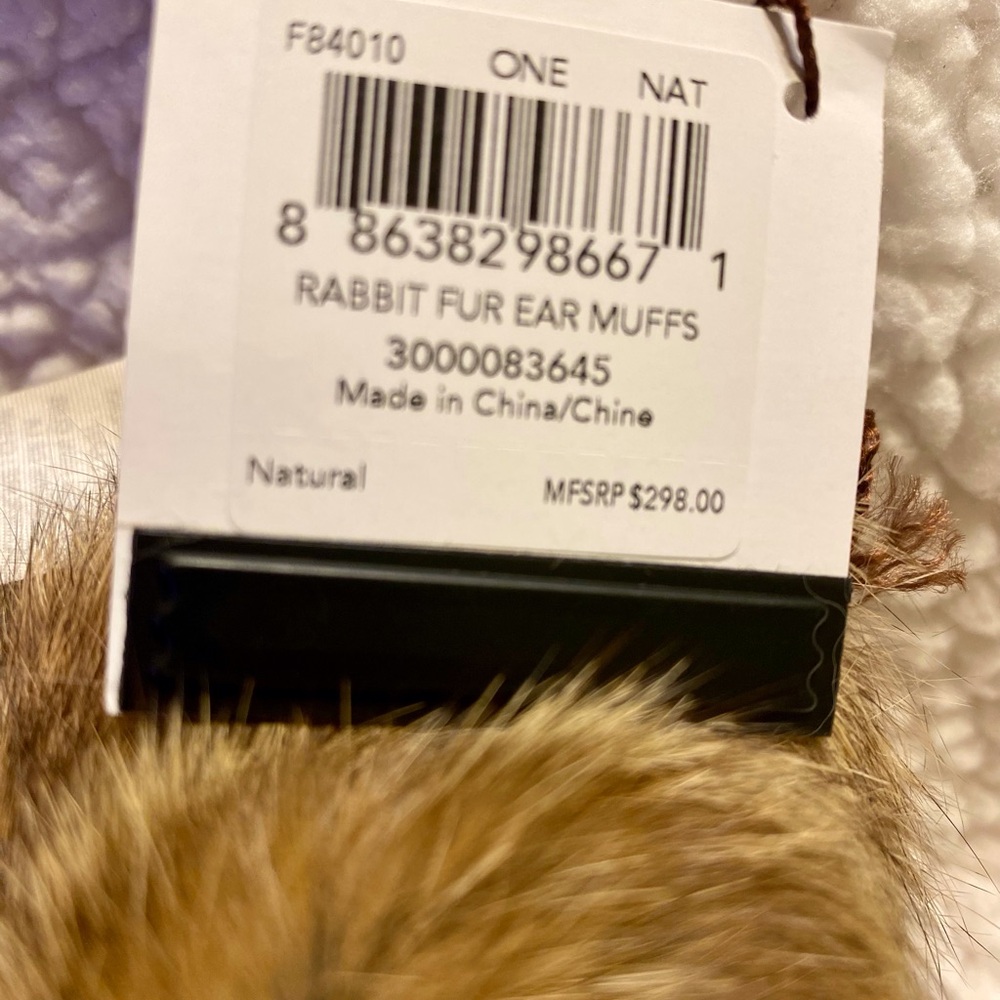 F84010 ONE NAT
8 8638298667 1
RABBIT FUR EAR MUFFS
3000083645
Made in China/Chine
Natural MFSRP $298.00